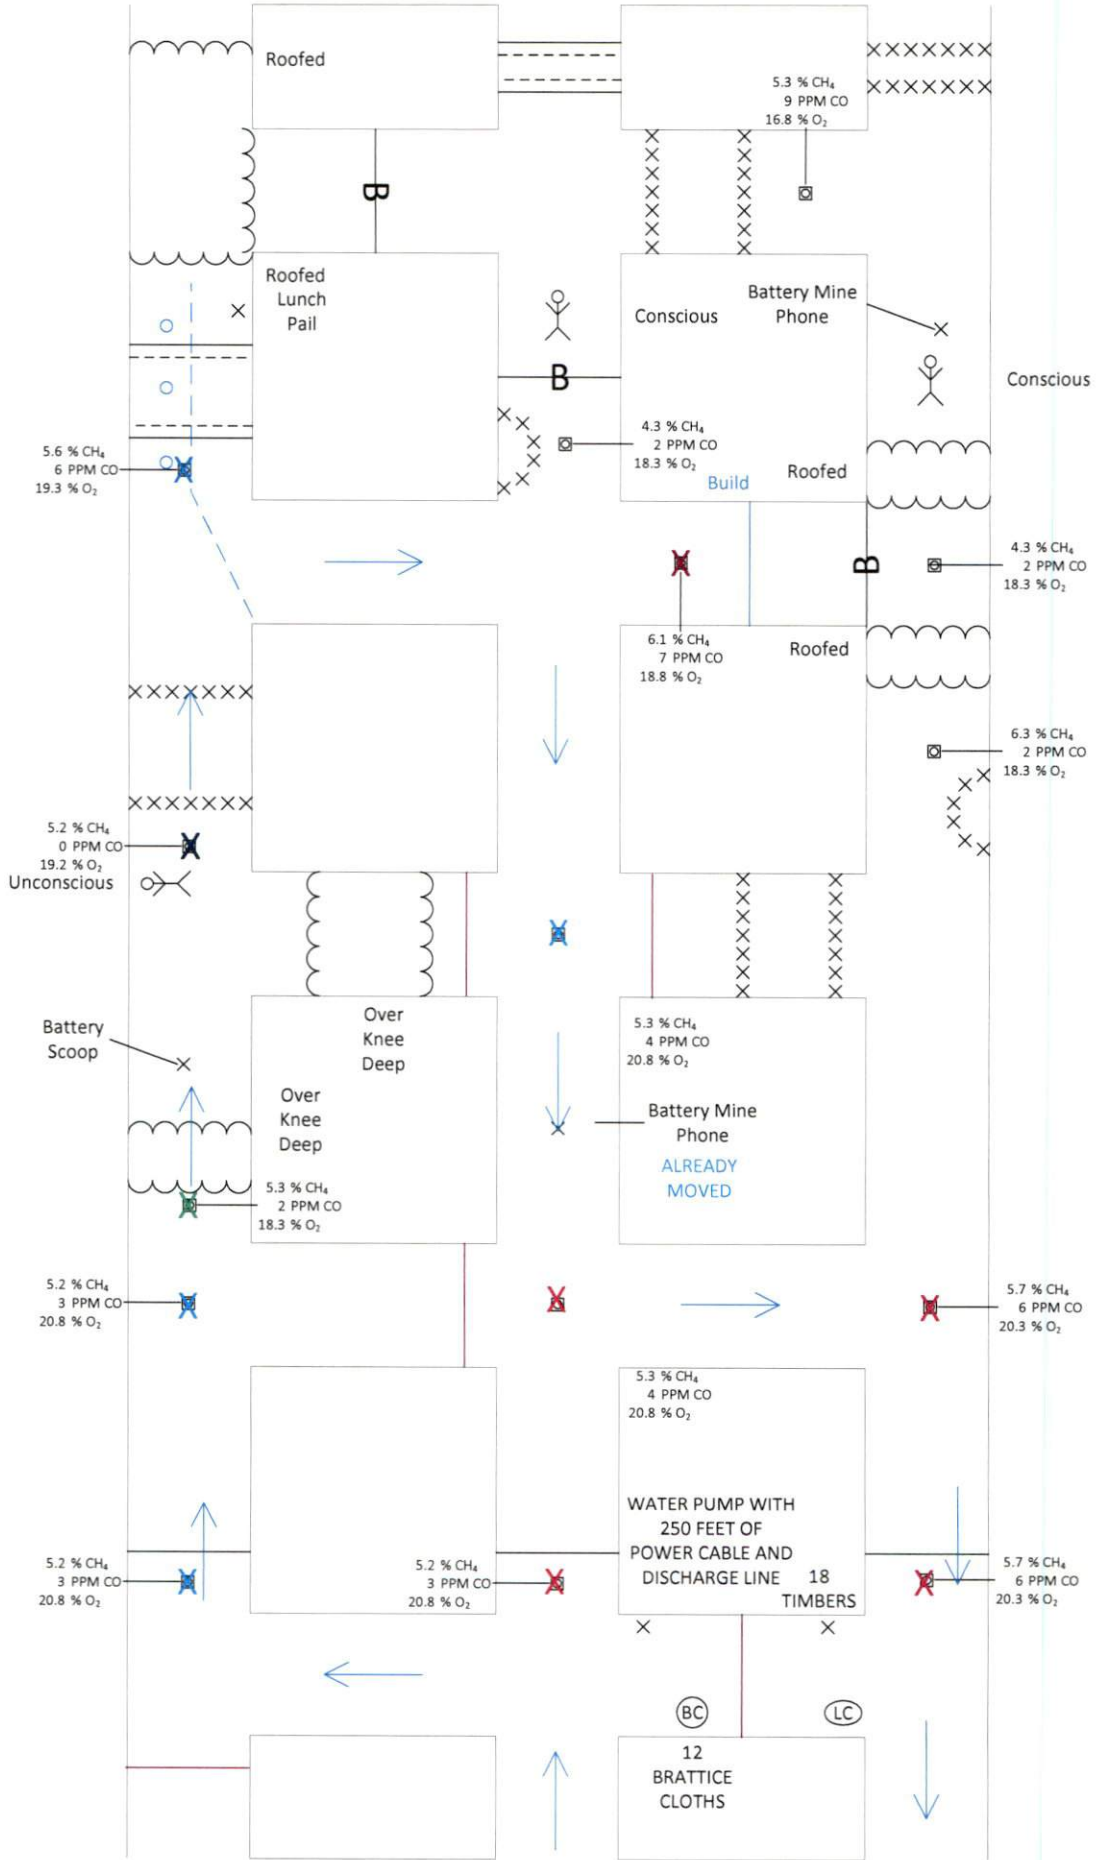 Roofed
5.3 % CH₄
9 PPM CO
16.8 % O₂
B
Roofed
Lunch
Pail
Conscious
Battery Mine
Phone
Conscious
B
5.6 % CH₄
6 PPM CO
19.3 % O₂
4.3 % CH₄
2 PPM CO
18.3 % O₂
Roofed
Build
B
4.3 % CH₄
2 PPM CO
18.3 % O₂
6.1 % CH₄
7 PPM CO
18.8 % O₂
Roofed
6.3 % CH₄
2 PPM CO
18.3 % O₂
5.2 % CH₄
0 PPM CO
19.2 % O₂
Unconscious
Battery
Scoop
Over
Knee
Deep
Over
Knee
Deep
5.3 % CH₄
4 PPM CO
20.8 % O₂
Battery Mine
Phone
ALREADY
MOVED
5.3 % CH₄
2 PPM CO
18.3 % O₂
5.2 % CH₄
3 PPM CO
20.8 % O₂
5.7 % CH₄
6 PPM CO
20.3 % O₂
5.3 % CH₄
4 PPM CO
20.8 % O₂
WATER PUMP WITH
250 FEET OF
POWER CABLE AND
DISCHARGE LINE
18
TIMBERS
5.2 % CH₄
3 PPM CO
20.8 % O₂
5.2 % CH₄
3 PPM CO
20.8 % O₂
5.7 % CH₄
6 PPM CO
20.3 % O₂
BC
LC
12
BRATTICE
CLOTHS